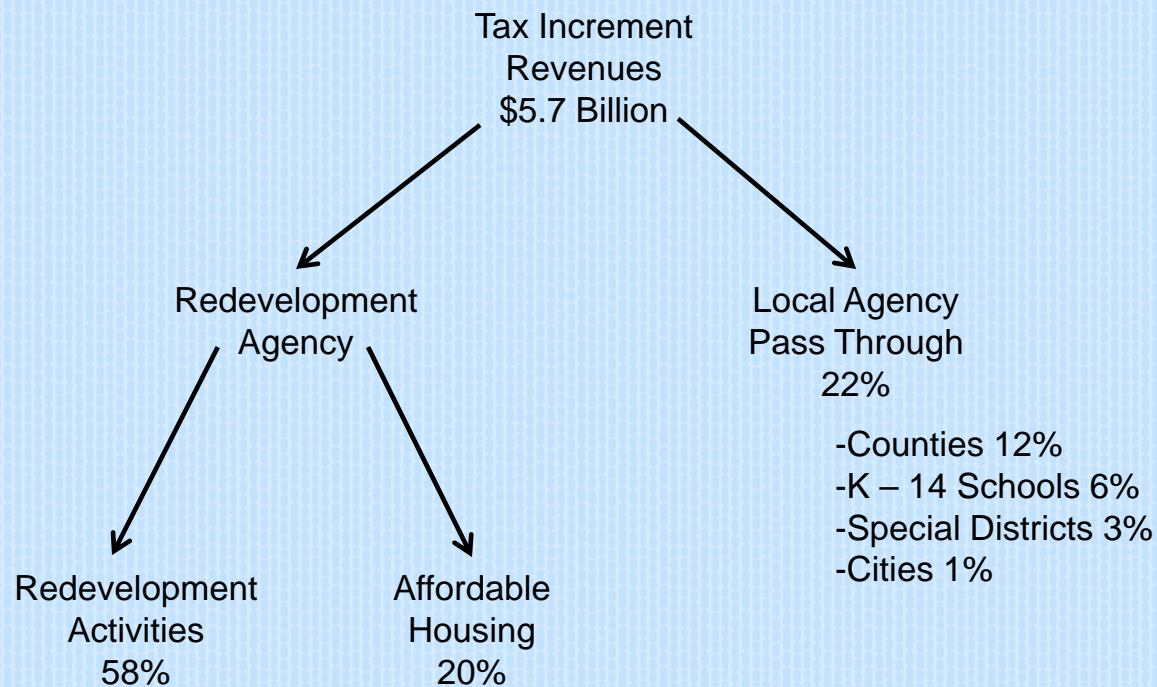 Tax Increment
Revenues
$5.7 Billion
Redevelopment
Agency
Local Agency
Pass Through
22%
-Counties 12%
-K – 14 Schools 6%
-Special Districts 3%
-Cities 1%
Redevelopment
Activities
58%
Affordable
Housing
20%